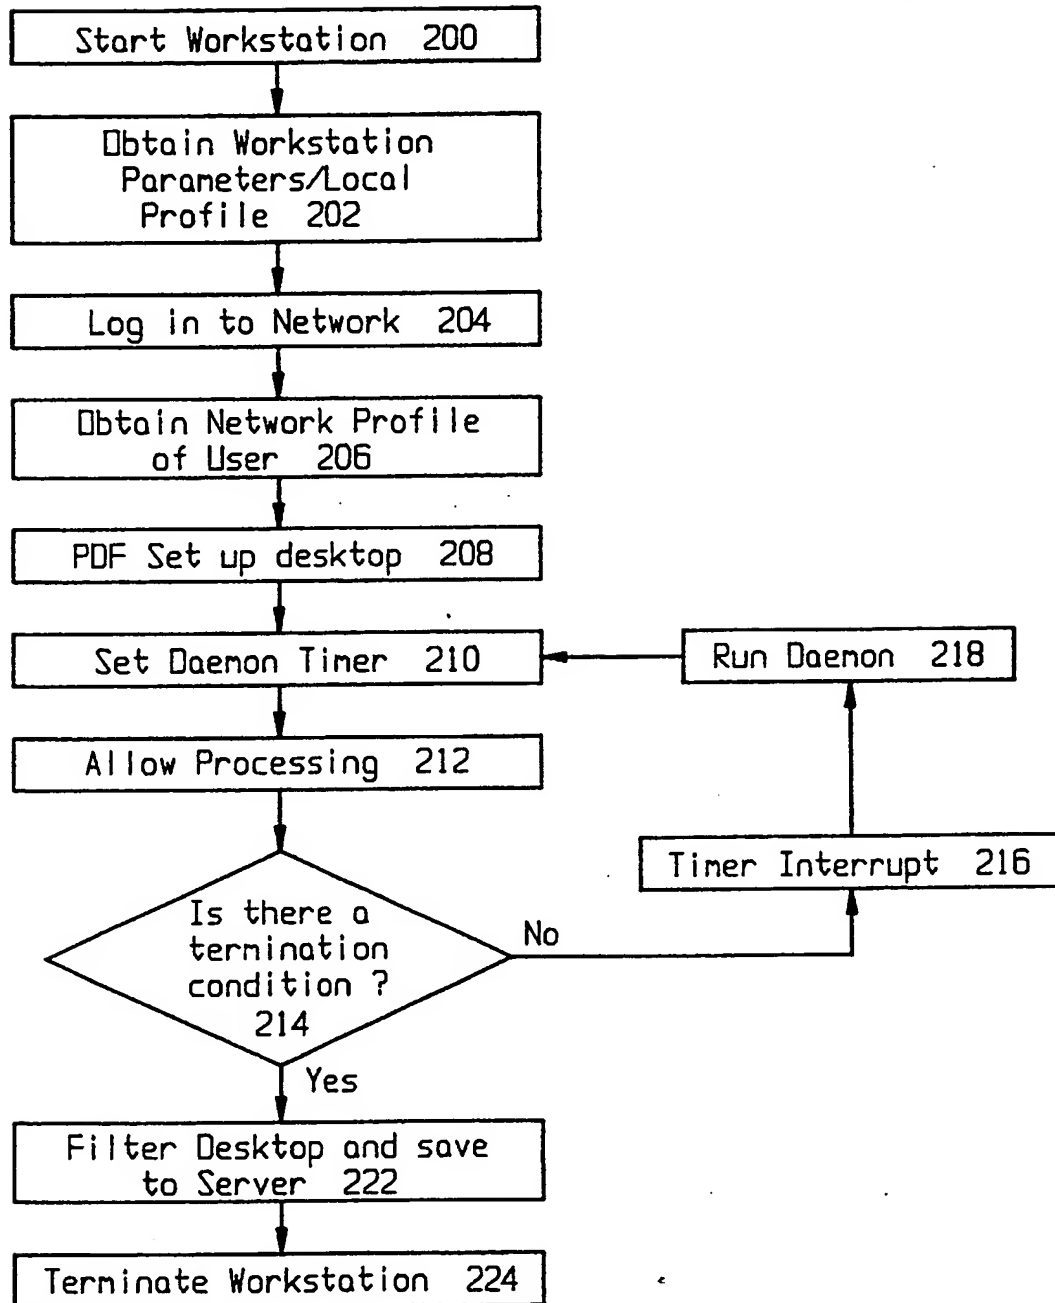 Start Workstation 200
Obtain Workstation
Parameters/Local
Profile 202
Log in to Network 204
Obtain Network Profile
of User 206
PDF Set up desktop 208
Set Daemon Timer 210
Run Daemon 218
Allow Processing 212
Timer Interrupt 216
Is there a
termination
condition ?
214
No
Yes
Filter Desktop and save
to Server 222
Terminate Workstation 224